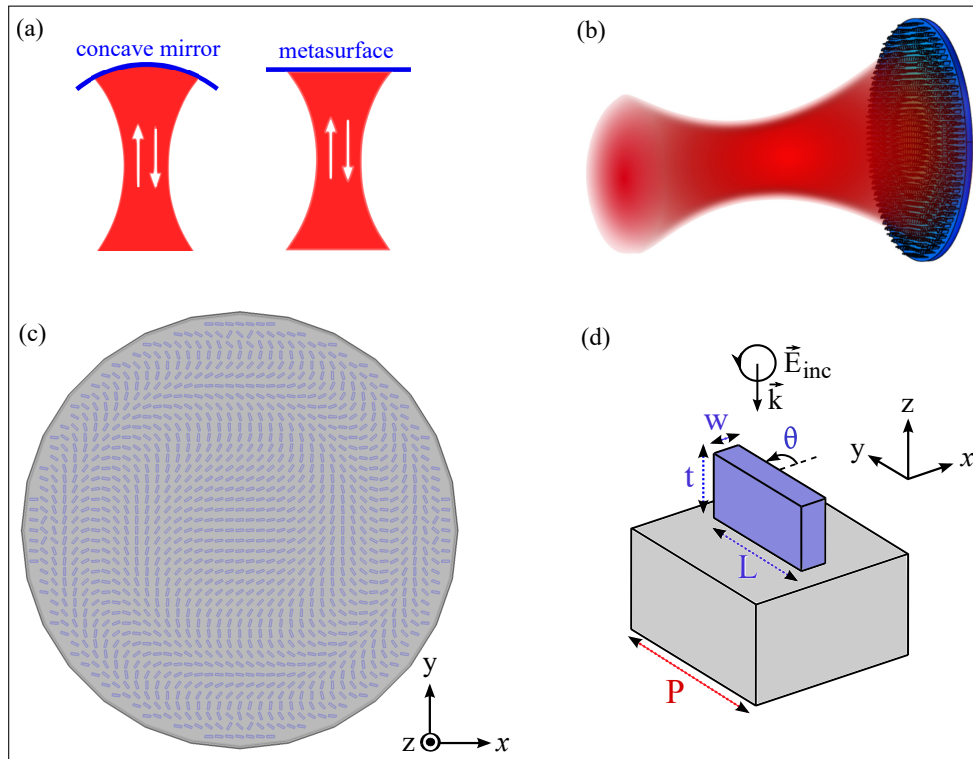 (a)
concave mirror
metasurface
(b)
(c)
y
z
x
(d)
E⃗inc
k⃗
w
θ
t
L
P
z
y
x